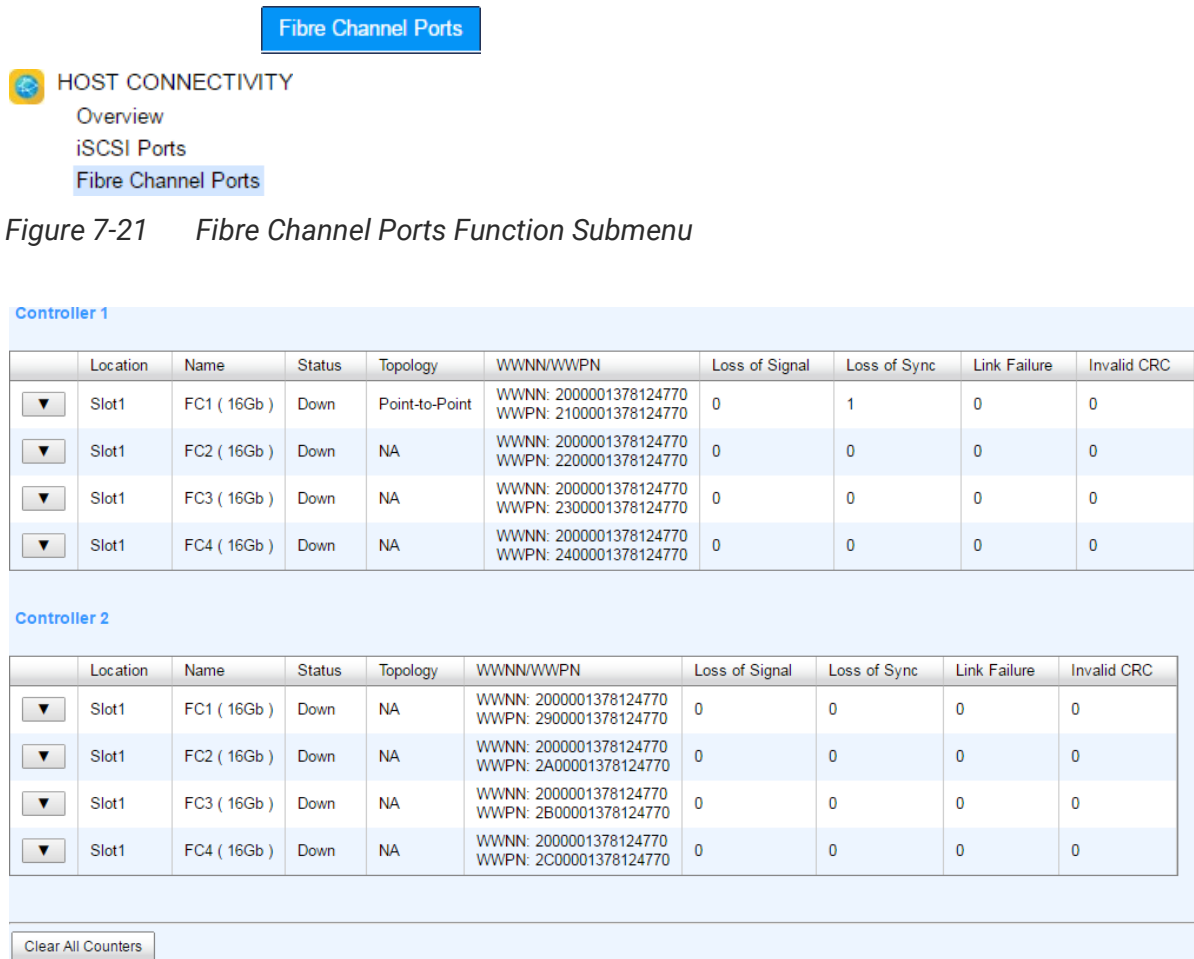 Fibre Channel Ports
HOST CONNECTIVITY
Overview
iSCSI Ports
Fibre Channel Ports
Figure 7-21 Fibre Channel Ports Function Submenu
Controller 1
Location Name Status Topology WWNN/WWPN Loss of Signal Loss of Sync Link Failure Invalid CRC
Slot1 FC1 ( 16Gb ) Down Point-to-Point WWNN: 2000001378124770 0 1 0 0
WWPN: 2100001378124770
Slot1 FC2 ( 16Gb ) Down NA WWNN: 2000001378124770 0 0 0 0
WWPN: 2200001378124770
Slot1 FC3 ( 16Gb ) Down NA WWNN: 2000001378124770 0 0 0 0
WWPN: 2300001378124770
Slot1 FC4 ( 16Gb ) Down NA WWNN: 2000001378124770 0 0 0 0
WWPN: 2400001378124770
Controller 2
Location Name Status Topology WWNN/WWPN Loss of Signal Loss of Sync Link Failure Invalid CRC
Slot1 FC1 ( 16Gb ) Down NA WWNN: 2000001378124770 0 0 0 0
WWPN: 2900001378124770
Slot1 FC2 ( 16Gb ) Down NA WWNN: 2000001378124770 0 0 0 0
WWPN: 2A00001378124770
Slot1 FC3 ( 16Gb ) Down NA WWNN: 2000001378124770 0 0 0 0
WWPN: 2B00001378124770
Slot1 FC4 ( 16Gb ) Down NA WWNN: 2000001378124770 0 0 0 0
WWPN: 2C00001378124770
Clear All Counters